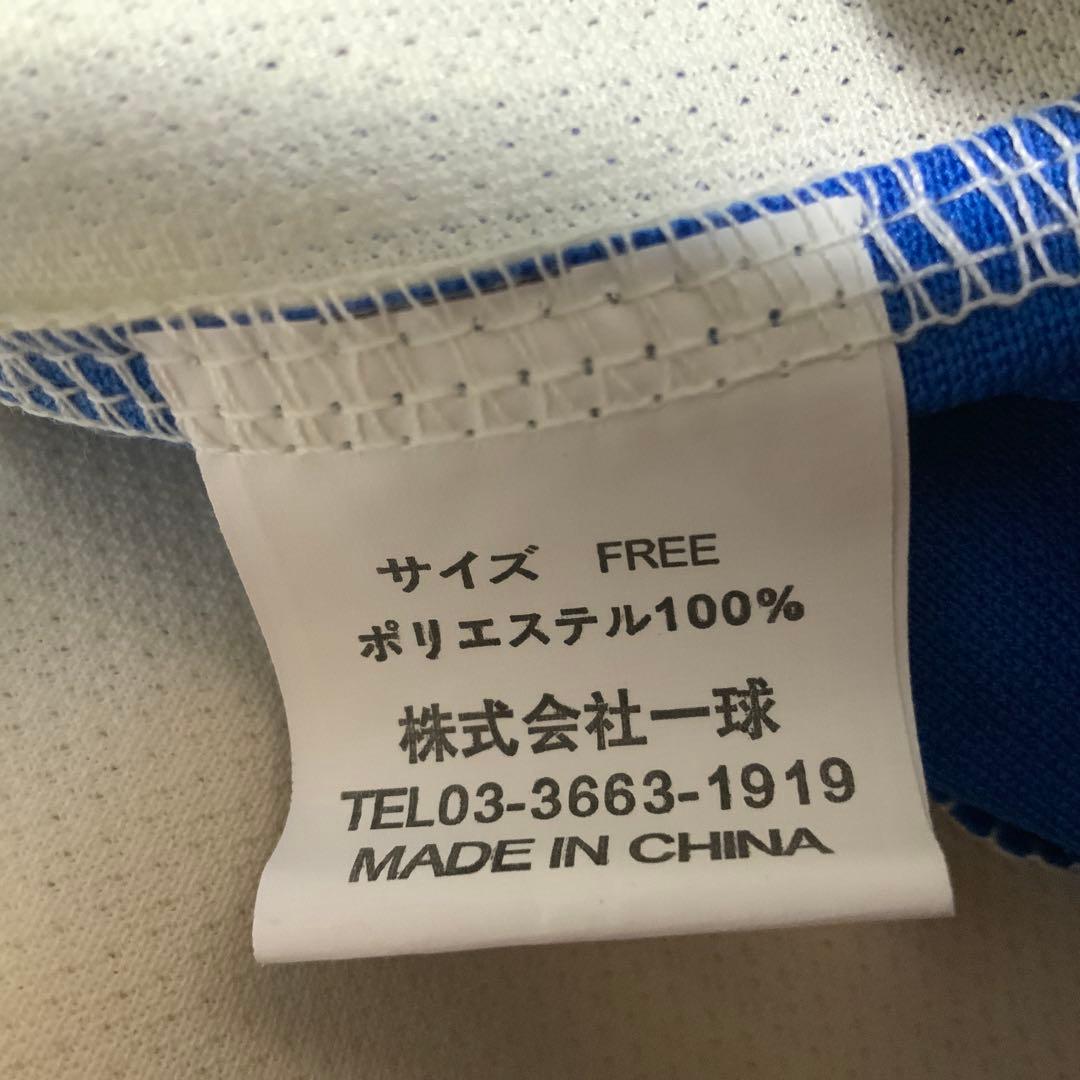 サイズ FREE
ポリエステル100%
株式会社一球
TEL03-3663-1919
MADE IN CHINA